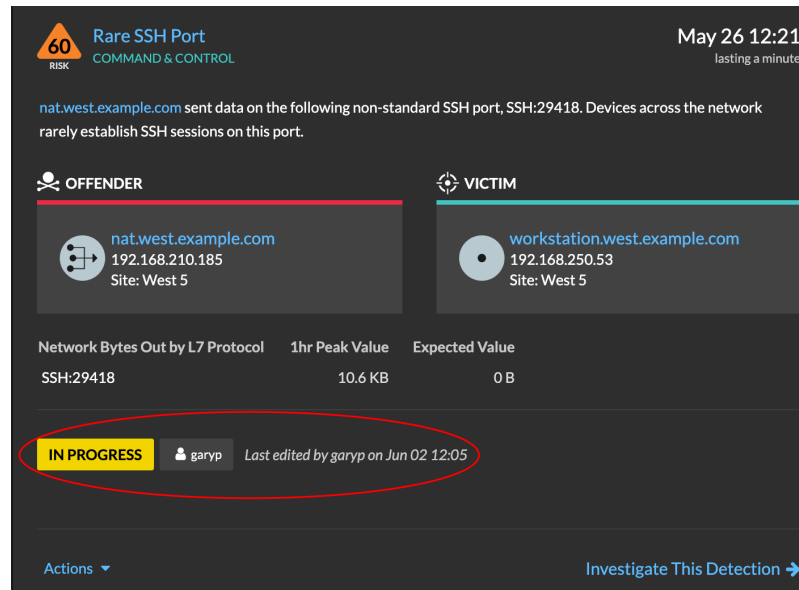 60
RISK
Rare SSH Port
COMMAND & CONTROL
May 26 12:21
lasting a minute
nat.west.example.com sent data on the following non-standard SSH port, SSH:29418. Devices across the network
rarely establish SSH sessions on this port.
OFFENDER
nat.west.example.com
192.168.210.185
Site: West 5
VICTIM
workstation.west.example.com
192.168.250.53
Site: West 5
Network Bytes Out by L7 Protocol 1hr Peak Value Expected Value
SSH:29418 10.6 KB 0 B
IN PROGRESS garyp Last edited by garyp on Jun 02 12:05
Actions
Investigate This Detection